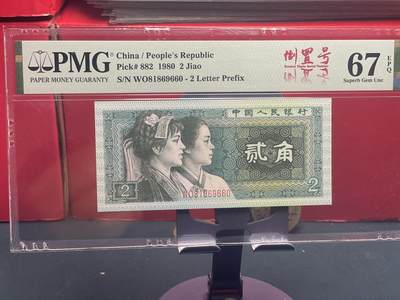 PMG
PAPER MONEY GUARANTY
China / People's Republic
Pick# 882 1980 2 Jiao
S/N WO81869660 - 2 Letter Prefix
倒置号
67
EPQ
Superb Gem Unc
中国人民银行
贰角
WO81869660
2
2